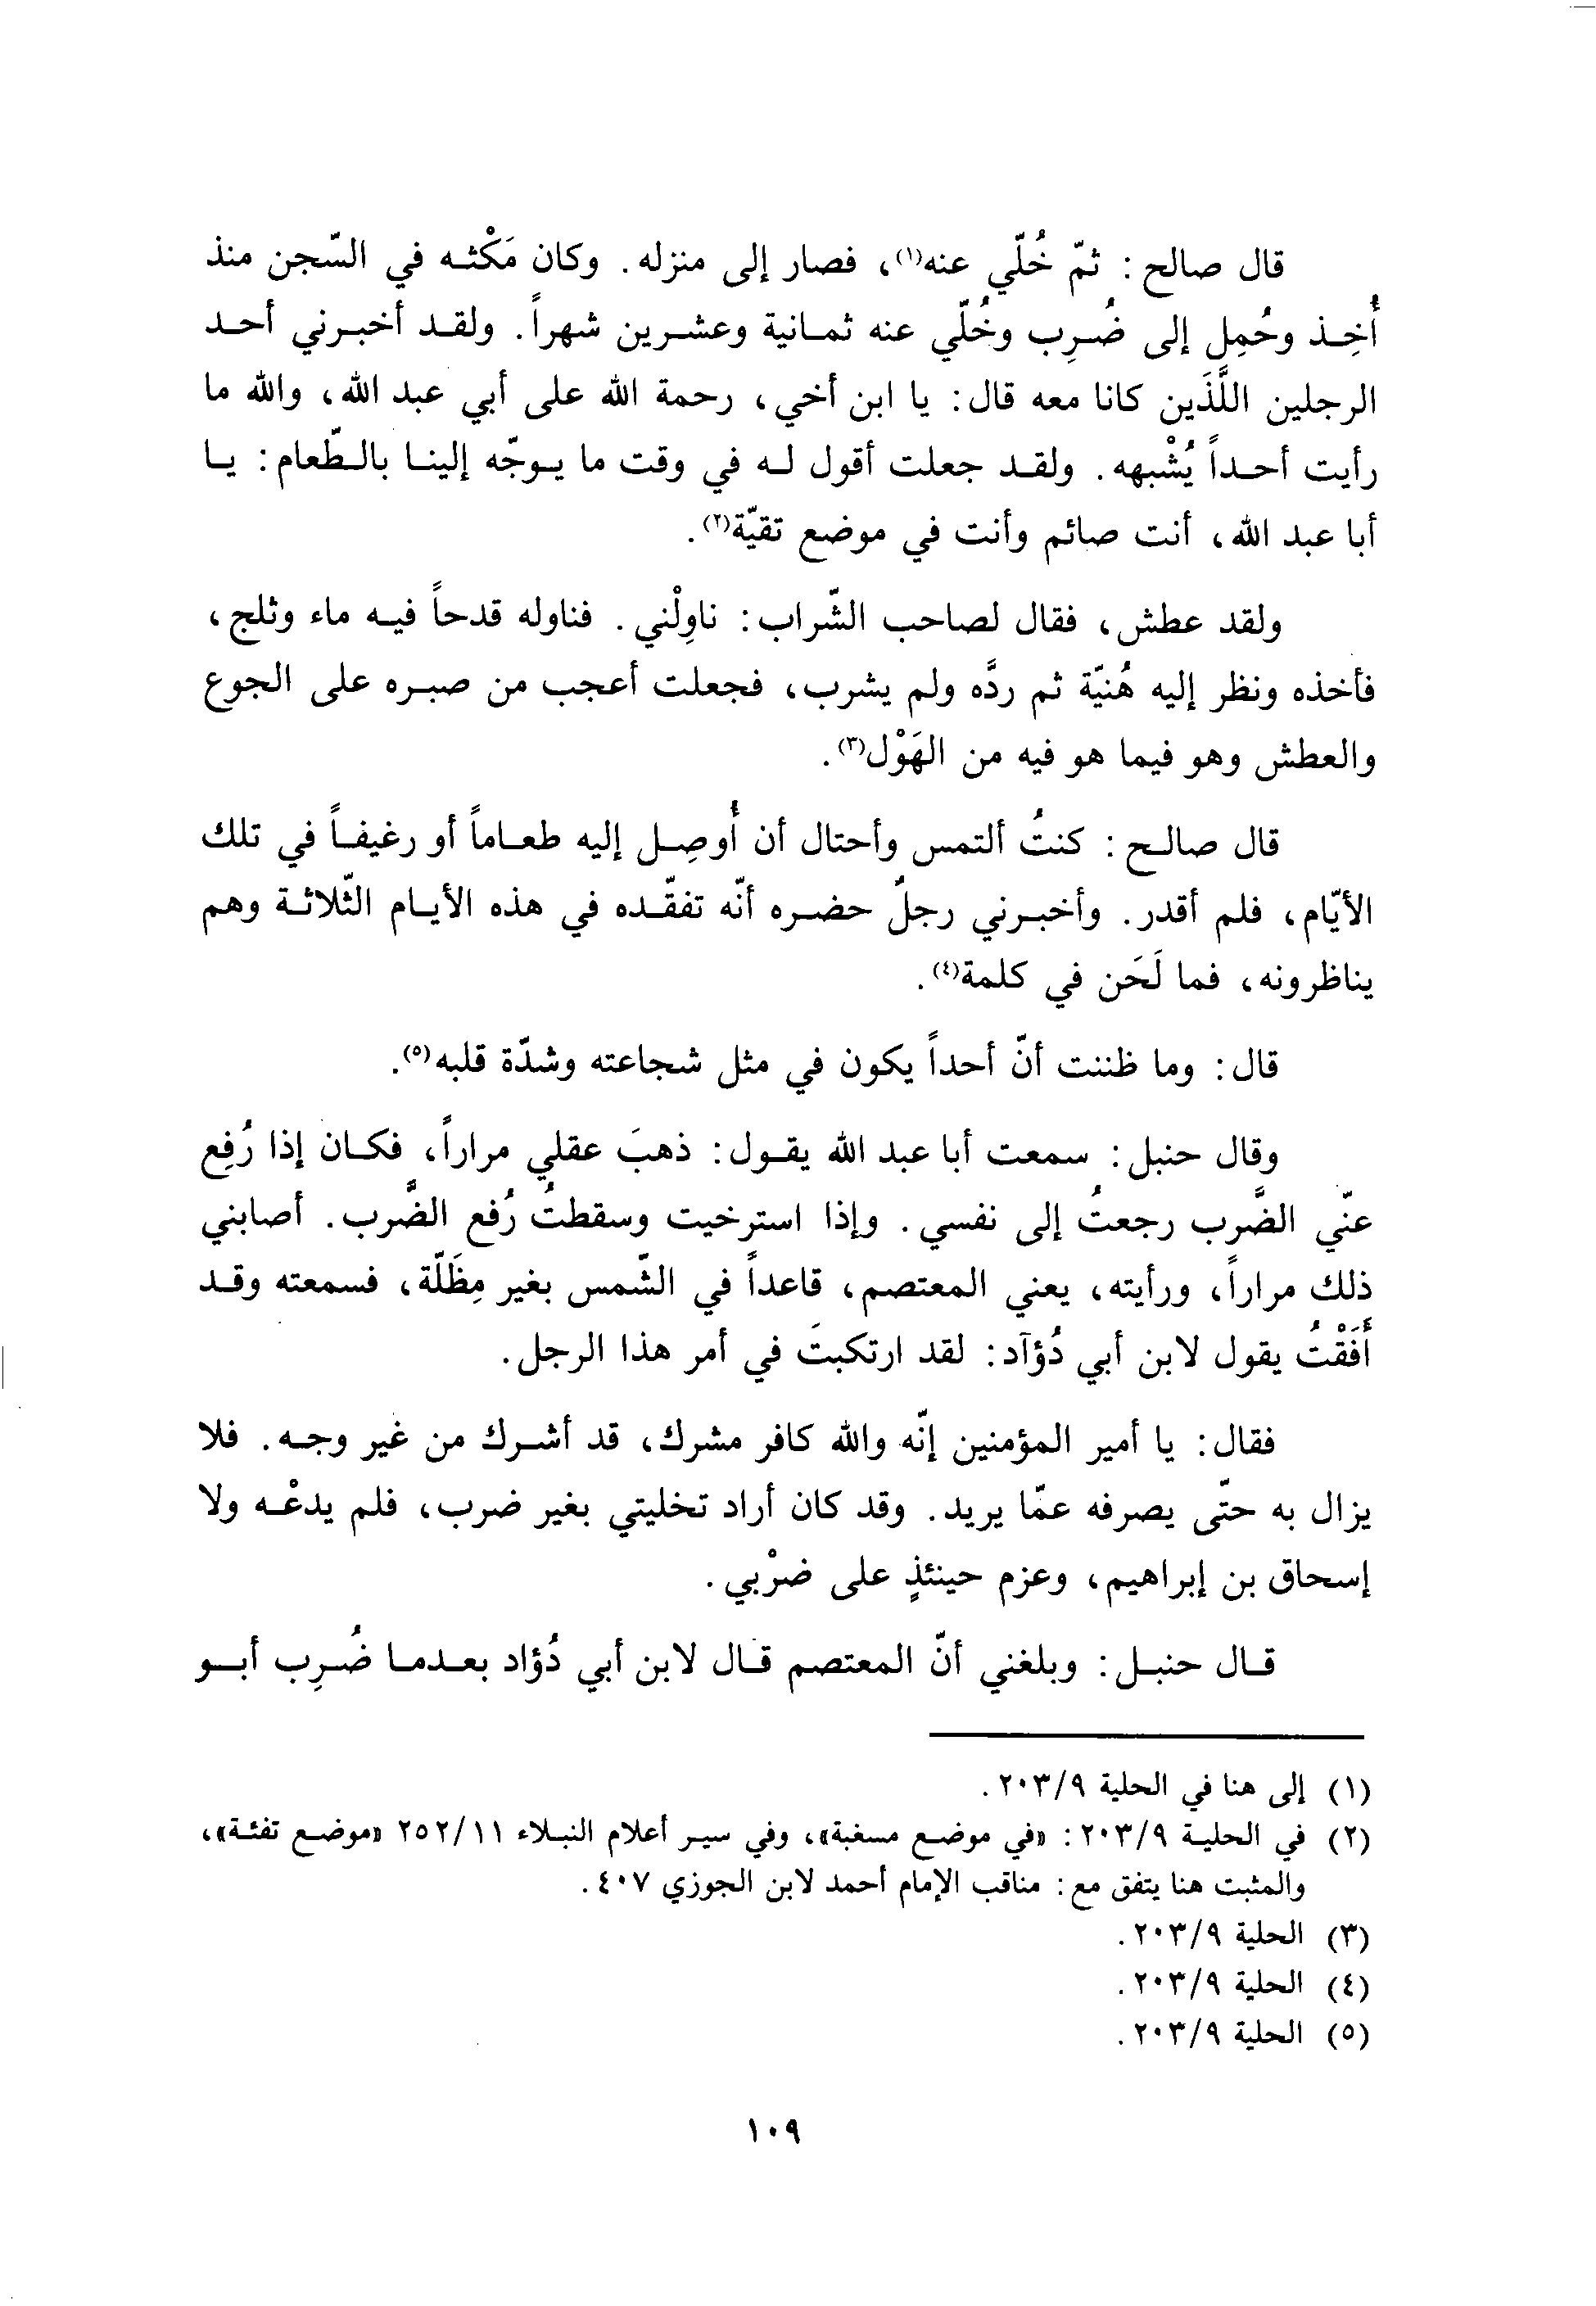 قال صالح: ثمّ خُلّي عنه(١)، فصار إلى منزله. وكان مَكْثه في السّجن منذ
أُخِذ وحُمِل إلى ضُرِب وخُلّي عنه ثمانية وعشرين شهراً. ولقد أخبرني أحد
الرجلين اللَّذَين كانا معه قال: يا ابن أخي، رحمة الله على أبي عبد الله، والله ما
رأيت أحداً يُشْبهه. ولقد جعلت أقول له في وقت ما يوجّه إلينا بالطّعام: يا
أبا عبد الله، أنت صائم وأنت في موضع تقيّة(٢).
ولقد عطش، فقال لصاحب الشّراب: ناوِلْني. فناوله قدحاً فيه ماء وثلج،
فأخذه ونظر إليه هُنيّة ثم ردَّه ولم يشرب، فجعلت أعجب من صبره على الجوع
والعطش وهو فيما هو فيه من الهَوْل(٣).
قال صالح: كنتُ ألتمس وأحتال أن أُوصِل إليه طعاماً أو رغيفاً في تلك
الأيّام، فلم أقدر. وأخبرني رجلٌ حضره أنّه تفقّده في هذه الأيام الثّلاثة وهم
يناظرونه، فما لَحَن في كلمة(٤).
قال: وما ظننت أنّ أحداً يكون في مثل شجاعته وشدّة قلبه(٥).
وقال حنبل: سمعت أبا عبد الله يقول: ذهبَ عقلي مراراً، فكان إذا رُفِع
عنّي الضَّرب رجعتُ إلى نفسي. وإذا استرخيت وسقطتُ رُفع الضَّرب. أصابني
ذلك مراراً، ورأيته، يعني المعتصم، قاعداً في الشّمس بغير مِظَلّة، فسمعته وقد
أَفَقْتُ يقول لابن أبي دُؤآد: لقد ارتكبتَ في أمر هذا الرجل.
فقال: يا أمير المؤمنين إنّه والله كافر مشرك، قد أشرك من غير وجه. فلا
يزال به حتّى يصرفه عمّا يريد. وقد كان أراد تخليتي بغير ضرب، فلم يدعْه ولا
إسحاق بن إبراهيم، وعزم حينئذٍ على ضرْبي.
قال حنبل: وبلغني أنّ المعتصم قال لابن أبي دُؤاد بعدما ضُرِب أبو
(١) إلى هنا في الحلية ٢٠٣/٩.
(٢) في الحلية ٢٠٣/٩: «في موضع مسغبة»، وفي سير أعلام النبلاء ٢٥٢/١١ «موضع تفئة»،
والمثبت هنا يتفق مع: مناقب الإمام أحمد لابن الجوزي ٤٠٧.
(٣) الحلية ٢٠٣/٩.
(٤) الحلية ٢٠٣/٩.
(٥) الحلية ٢٠٣/٩.
١٠٩